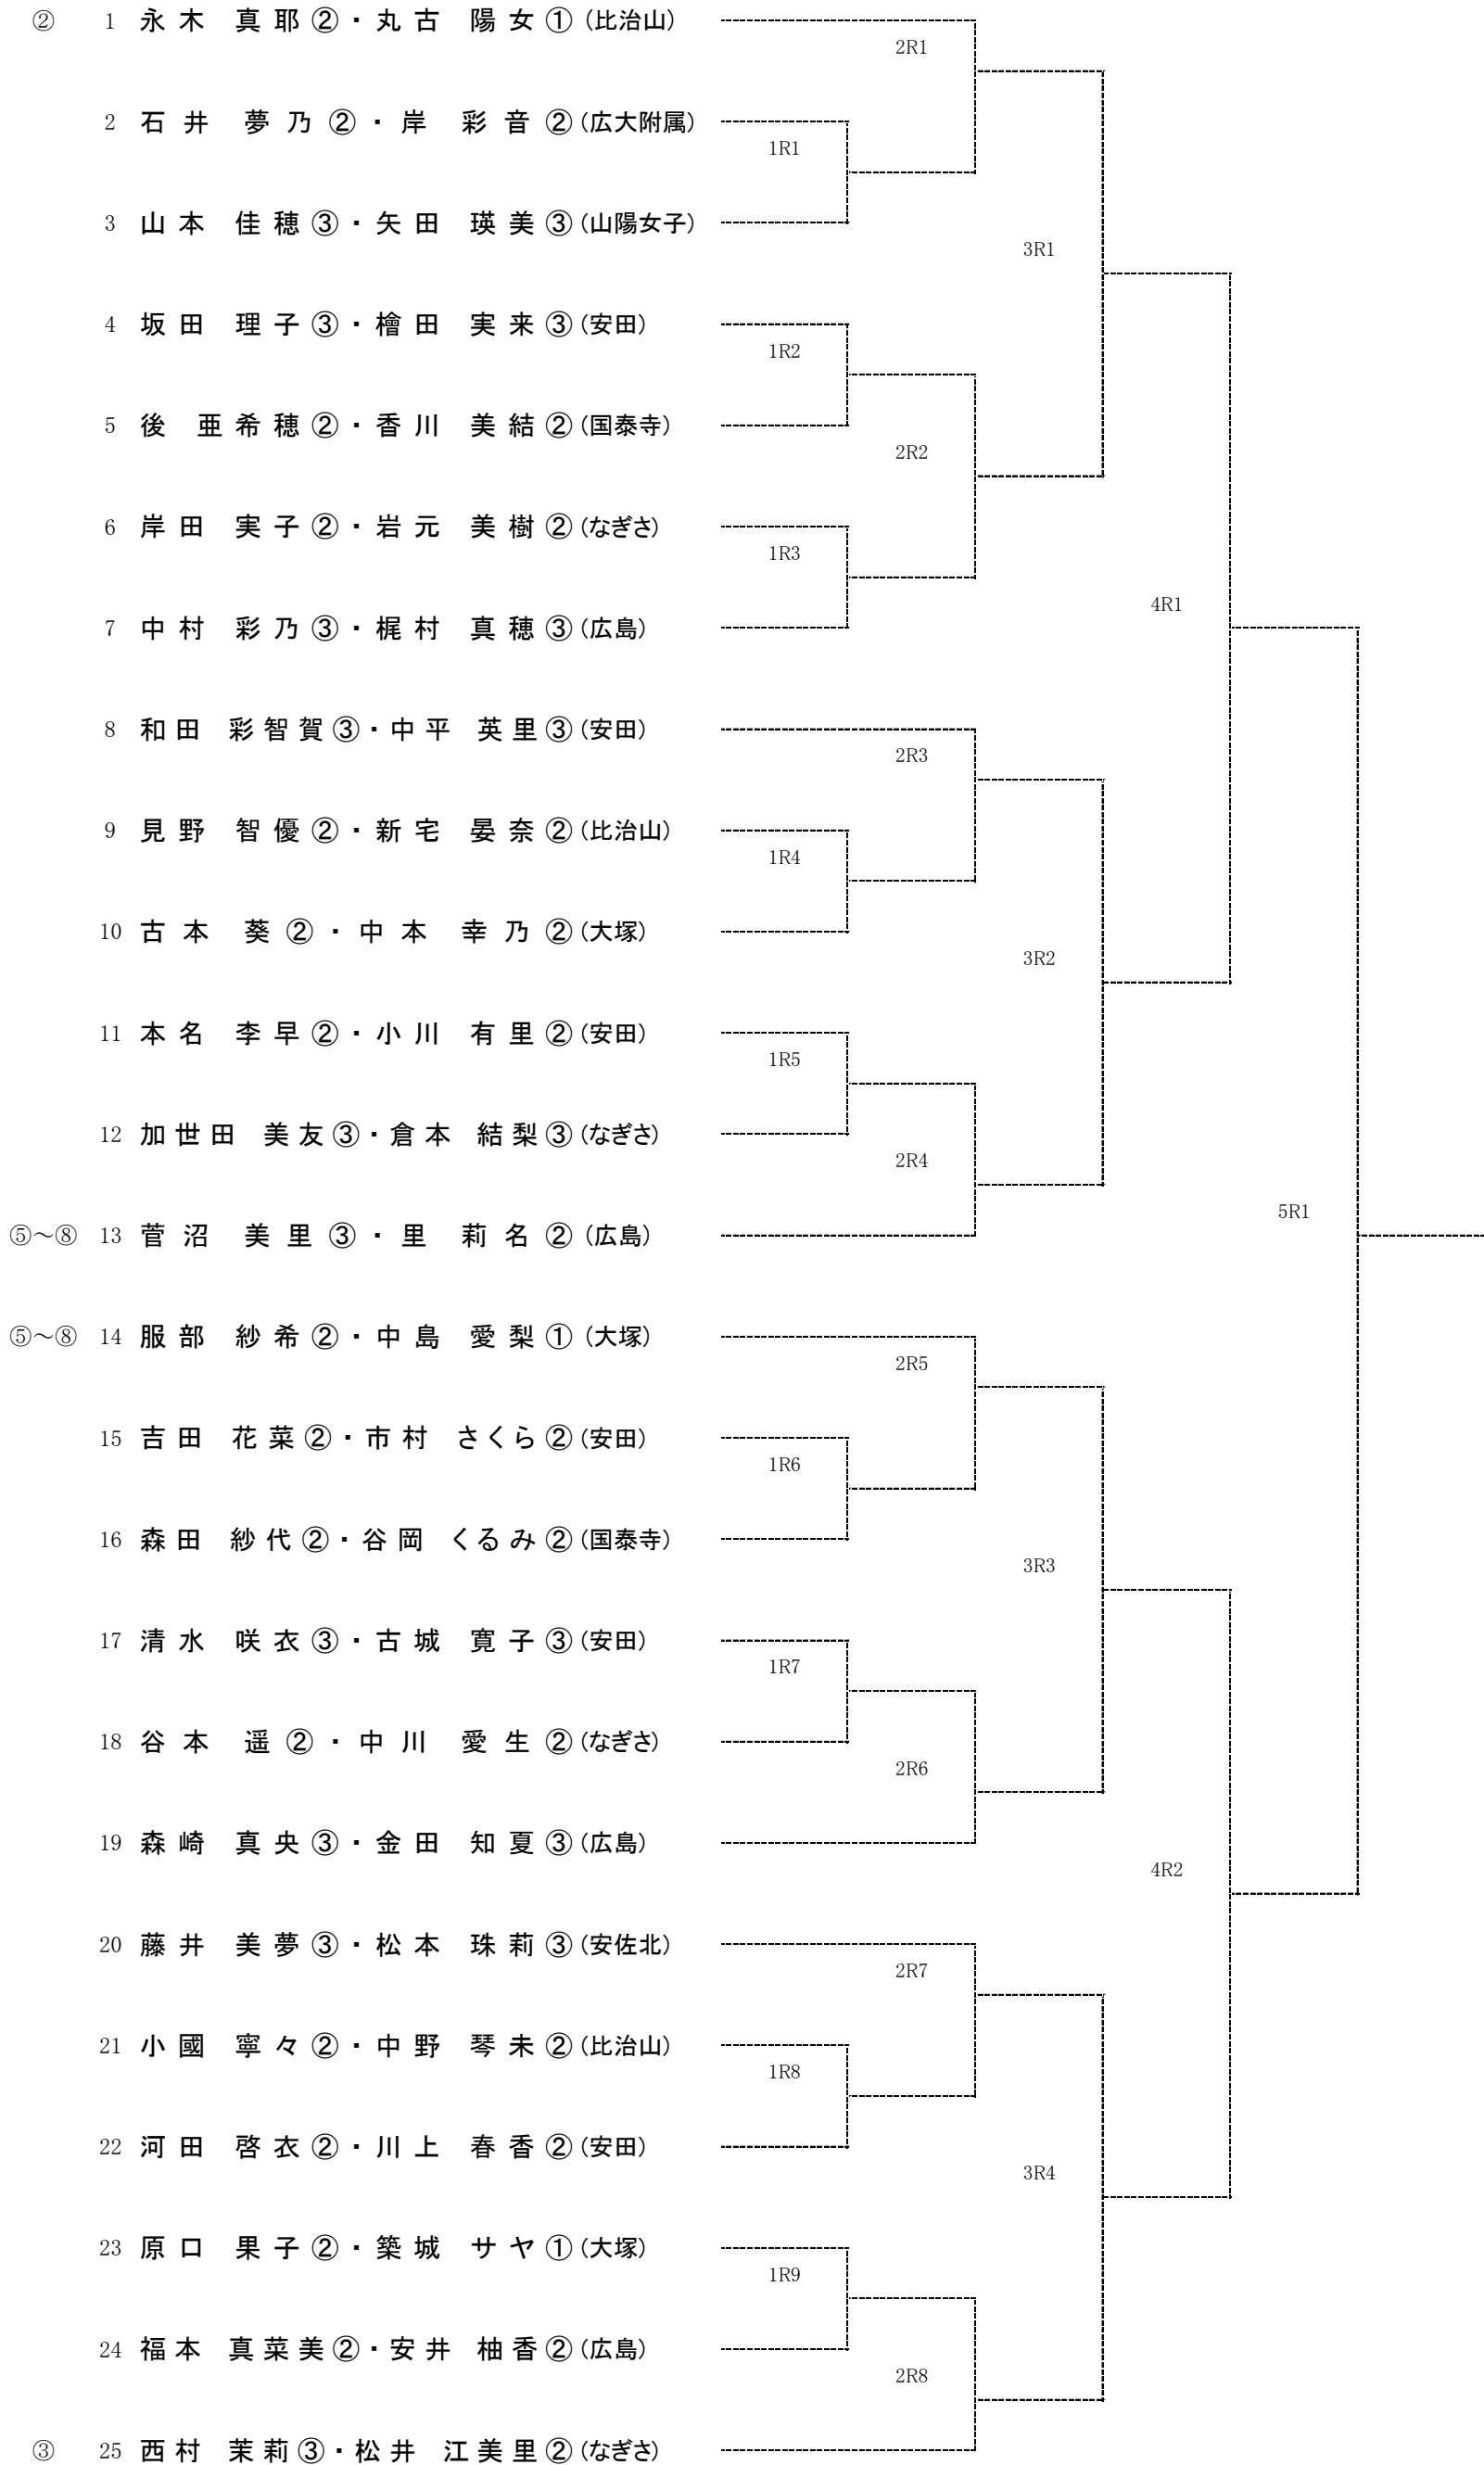 ② 1 永木 真耶②・丸古 陽女① (比治山)
2R1
2 石井 夢乃②・岸 彩音② (広大附属)
1R1
3 山本 佳穂③・矢田 瑛美③ (山陽女子)
3R1
4 坂田 理子③・檜田 実来③ (安田)
1R2
5 後 亜希穂②・香川 美結② (国泰寺)
2R2
6 岸田 実子②・岩元 美樹② (なぎさ)
1R3
4R1
7 中村 彩乃③・梶村 真穂③ (広島)
8 和田 彩智賀③・中平 英里③ (安田)
2R3
9 見野 智優②・新宅 晏奈② (比治山)
1R4
10 古本 葵②・中本 幸乃② (大塚)
3R2
11 本名 李早②・小川 有里② (安田)
1R5
12 加世田 美友③・倉本 結梨③ (なぎさ)
2R4
5R1
⑤～⑧ 13 菅沼 美里③・里 莉名② (広島)
⑤～⑧ 14 服部 紗希②・中島 愛梨① (大塚)
2R5
15 吉田 花菜②・市村 さくら② (安田)
1R6
16 森田 紗代②・谷岡 くるみ② (国泰寺)
3R3
17 清水 咲衣③・古城 寛子③ (安田)
1R7
18 谷本 遥②・中川 愛生② (なぎさ)
2R6
19 森崎 真央③・金田 知夏③ (広島)
4R2
20 藤井 美夢③・松本 珠莉③ (安佐北)
2R7
21 小國 寧々②・中野 琴未② (比治山)
1R8
22 河田 啓衣②・川上 春香② (安田)
3R4
23 原口 果子②・築城 サヤ① (大塚)
1R9
24 福本 真菜美②・安井 柚香② (広島)
2R8
③ 25 西村 茉莉③・松井 江美里② (なぎさ)